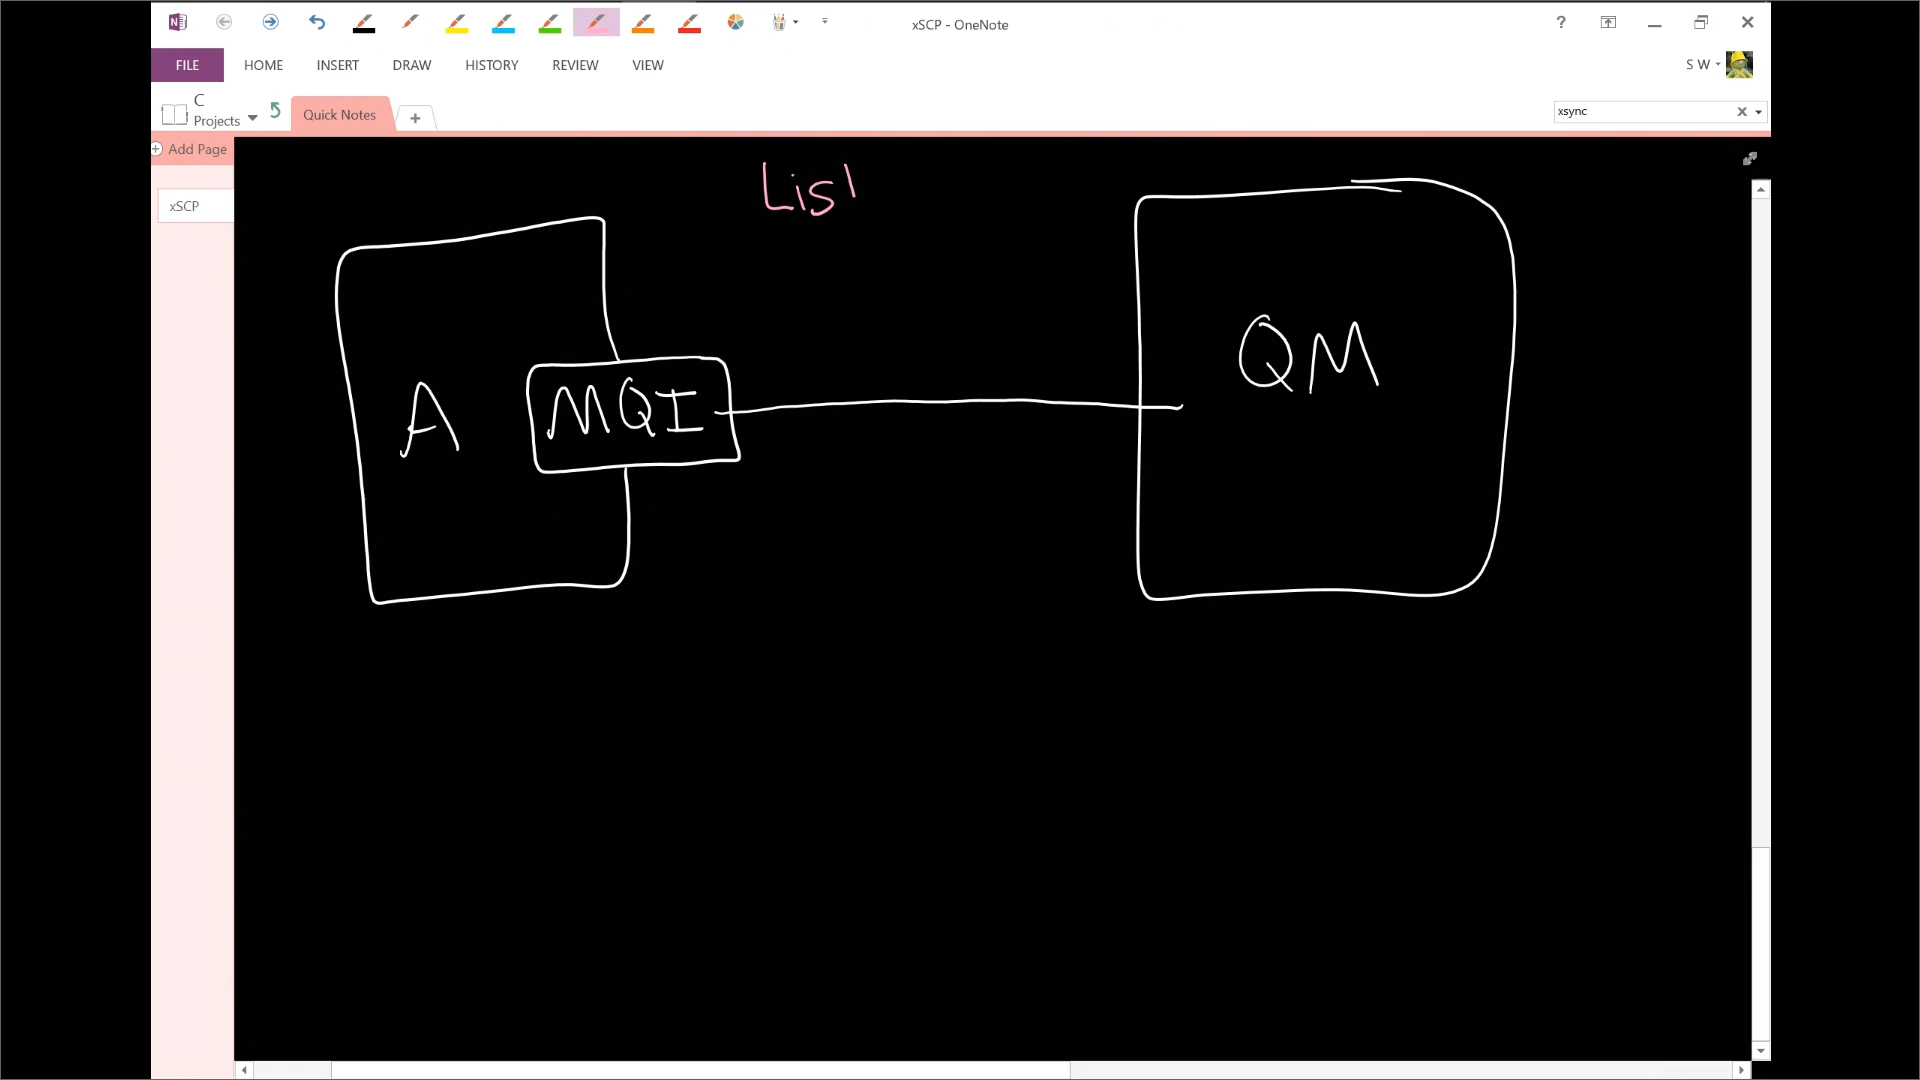 xSCP - OneNote
?
FILE HOME INSERT DRAW HISTORY REVIEW VIEW
S W
C
Projects
Quick Notes
+
xsync
Add Page
xSCP
Lis
A
MQI
QM